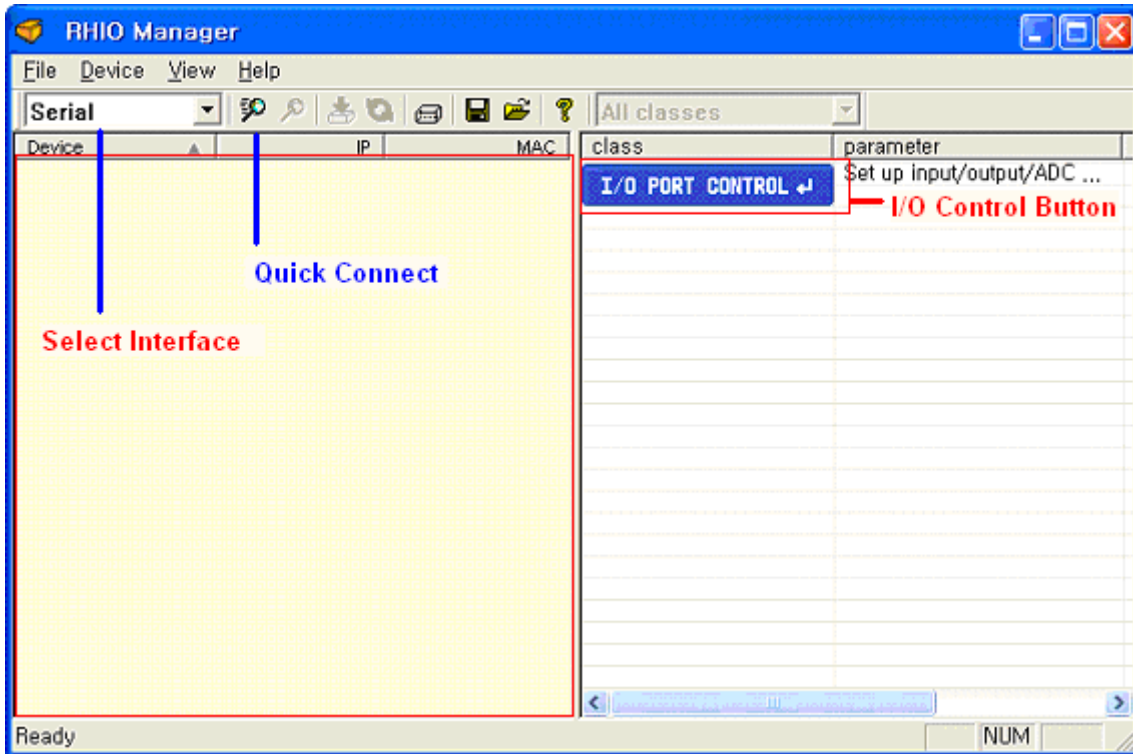 RHIO Manager
File Device View Help
Serial All classes
Device IP MAC class parameter
I/O PORT CONTROL Set up input/output/ADC ...
I/O Control Button
Quick Connect
Select Interface
Ready NUM